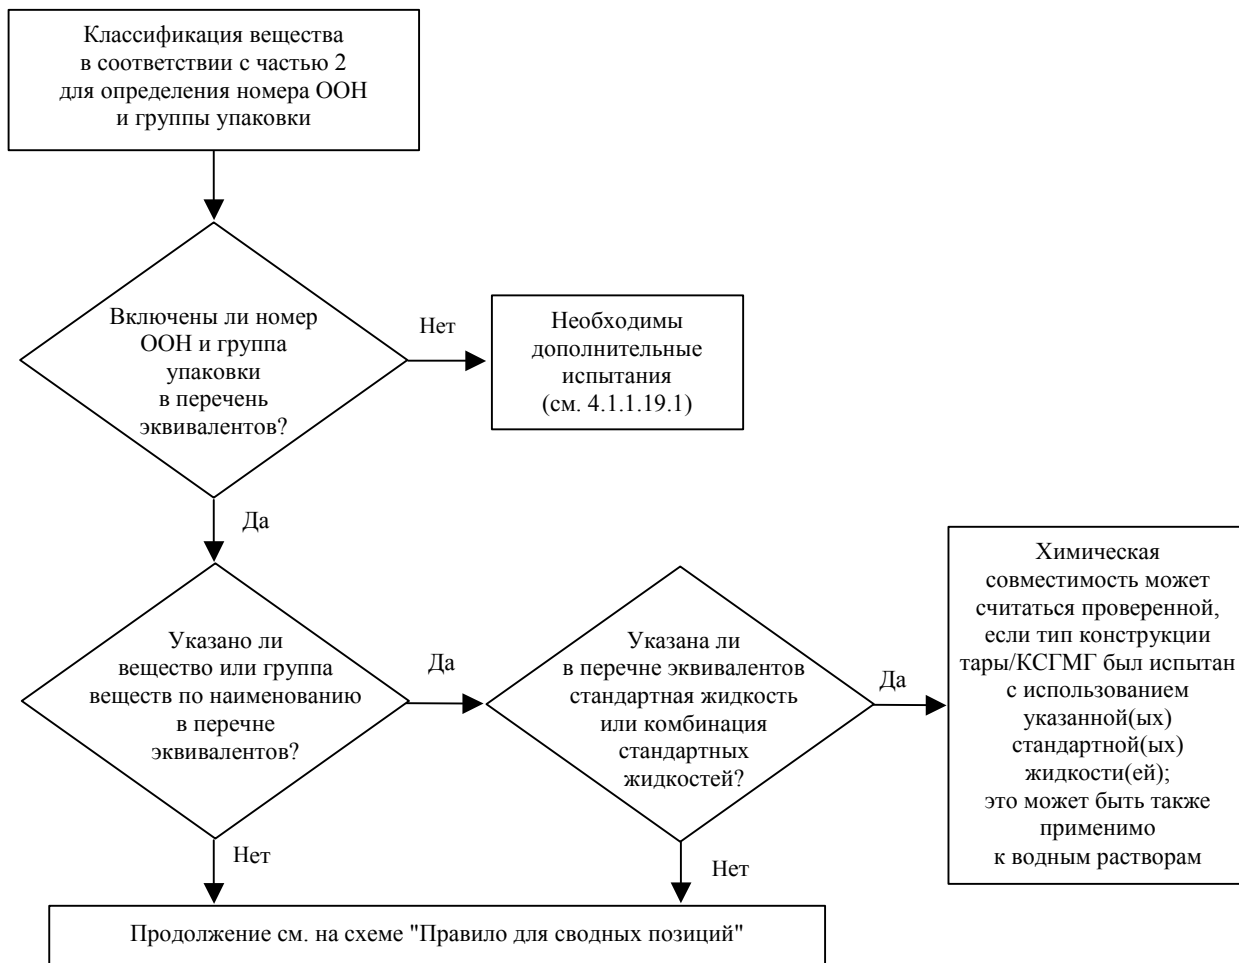 Классификация вещества
в соответствии с частью 2
для определения номера ООН
и группы упаковки
Включены ли номер
ООН и группа
упаковки
в перечень
эквивалентов?
Нет
Необходимы
дополнительные
испытания
(см. 4.1.1.19.1)
Да
Указано ли
вещество или группа
веществ по наименованию
в перечне
эквивалентов?
Да
Указана ли
в перечне эквивалентов
стандартная жидкость
или комбинация
стандартных
жидкостей?
Да
Химическая
совместимость может
считаться проверенной,
если тип конструкции
тары/КСГМГ был испытан
с использованием
указанной(ых)
стандартной(ых)
жидкости(ей);
это может быть также
применимо
к водным растворам
Нет
Нет
Продолжение см. на схеме "Правило для сводных позиций"